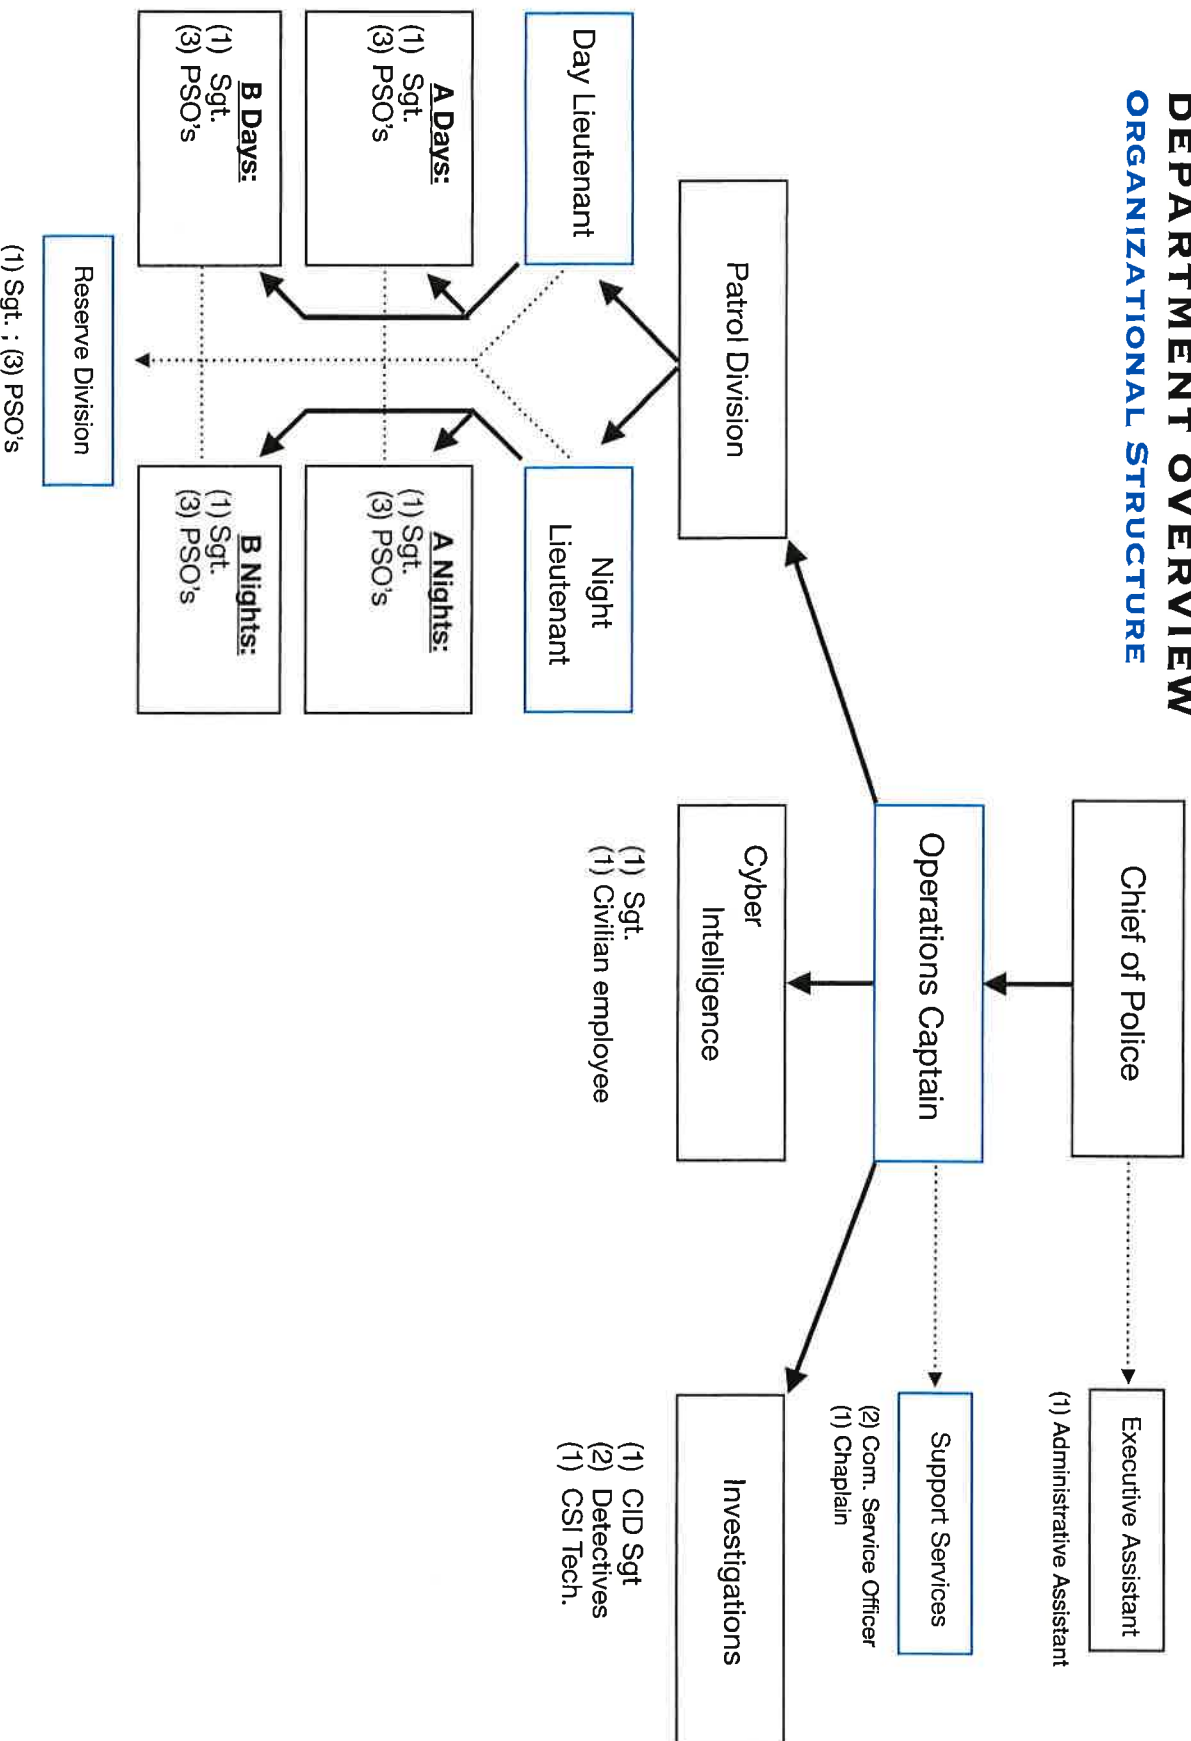 DEPARTMENT OVERVIEW
ORGANIZATIONAL STRUCTURE
Chief of Police
Executive Assistant
(1) Administrative Assistant
Operations Captain
Support Services
(2) Com. Service Officer
(1) Chaplain
Patrol Division
Cyber
Intelligence
(1) Sgt.
(1) Civilian employee
Investigations
(1) CID Sgt
(2) Detectives
(1) CSI Tech.
Day Lieutenant
Night
Lieutenant
A Days:
(1) Sgt.
(3) PSO's
A Nights:
(1) Sgt.
(3) PSO's
B Days:
(1) Sgt.
(3) PSO's
B Nights:
(1) Sgt.
(3) PSO's
Reserve Division
(1) Sgt. ; (3) PSO's